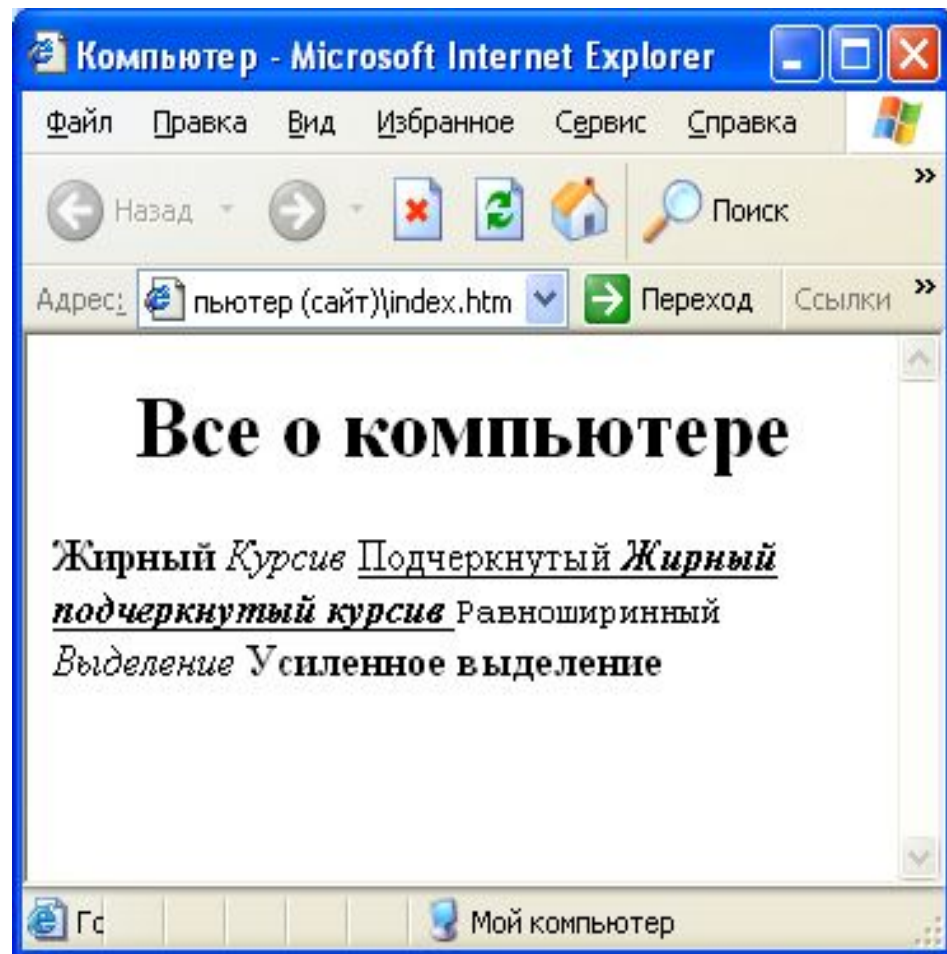 Компьютер - Microsoft Internet Explorer
Файл Правка Вид Избранное Сервис Справка
Назад Поиск »
Адрес: пьютер (сайт)\index.htm Переход Ссылки »
Все о компьютере
Жирный Курсив Подчеркнутый Жирный
подчеркнутый курсив Равноширинный
Выделение Усиленное выделение
Гс Мой компьютер